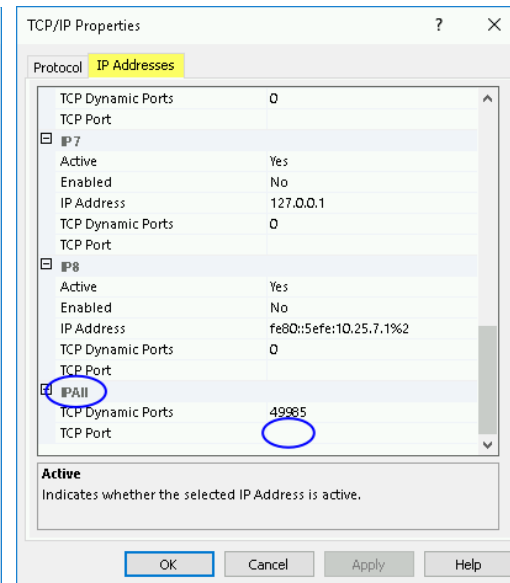 TCP/IP Properties ? ×
Protocol IP Addresses
TCP Dynamic Ports 0
TCP Port
IP7
Active Yes
Enabled No
IP Address 127.0.0.1
TCP Dynamic Ports 0
TCP Port
IP8
Active Yes
Enabled No
IP Address fe80::5efe:10.25.7.1%2
TCP Dynamic Ports 0
TCP Port
IPAll
TCP Dynamic Ports 49985
TCP Port
Active
Indicates whether the selected IP Address is active.
OK Cancel Apply Help